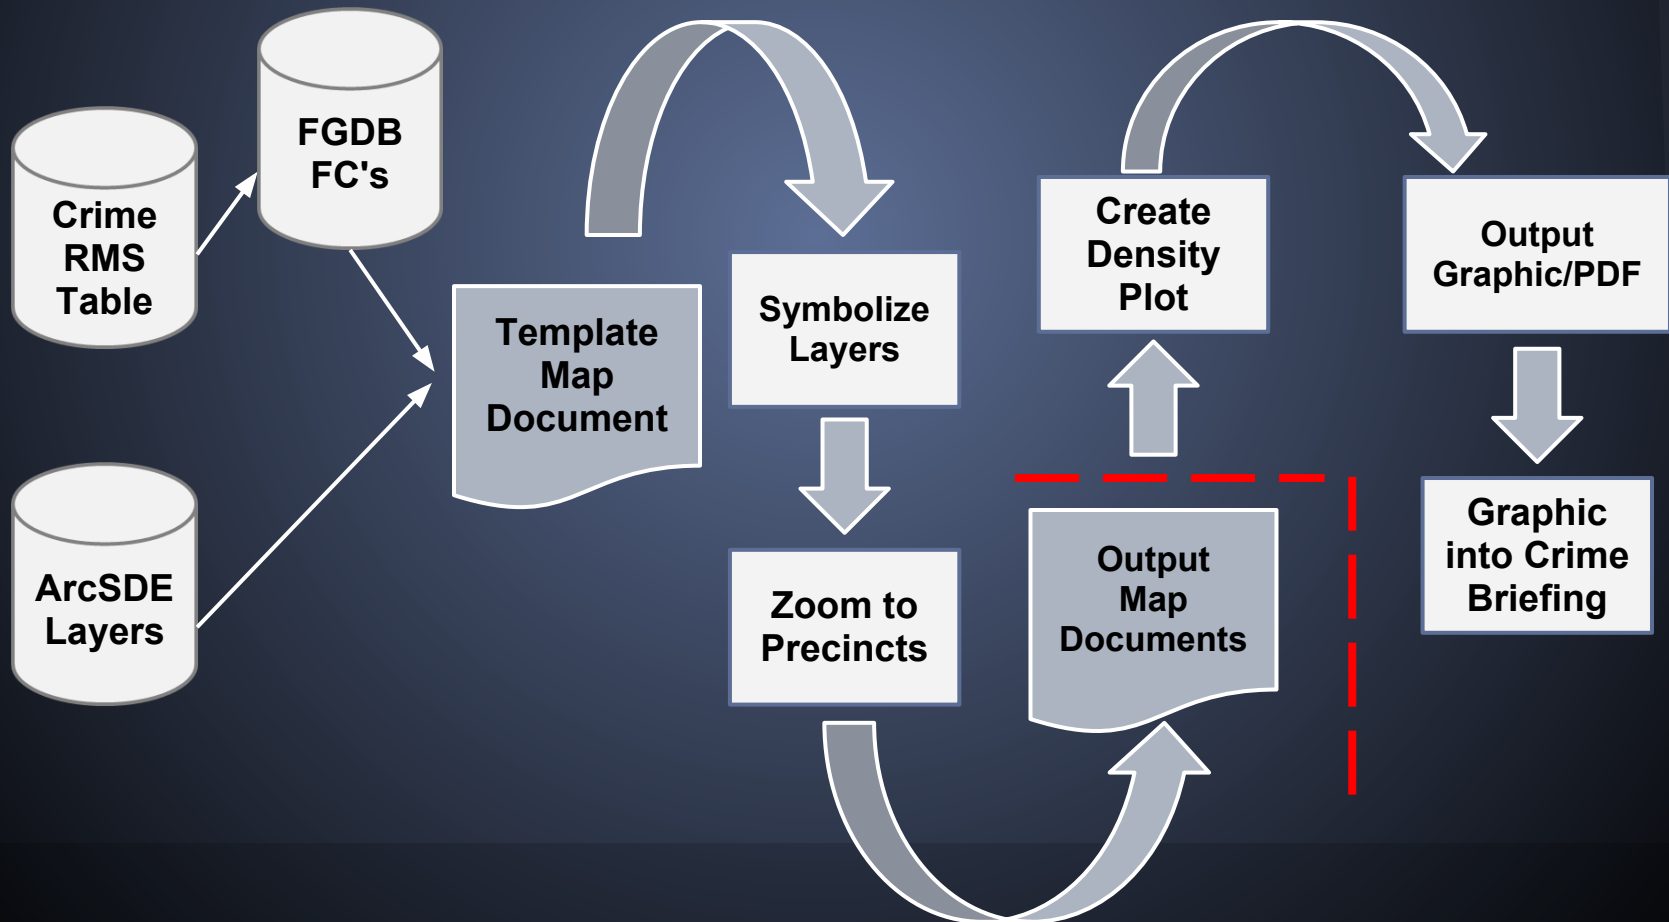 FGDB
FC's
Crime
RMS
Table
ArcSDE
Layers
Template
Map
Document
Symbolize
Layers
Zoom to
Precincts
Output
Map
Documents
Create
Density
Plot
Output
Graphic/PDF
Graphic
into Crime
Briefing